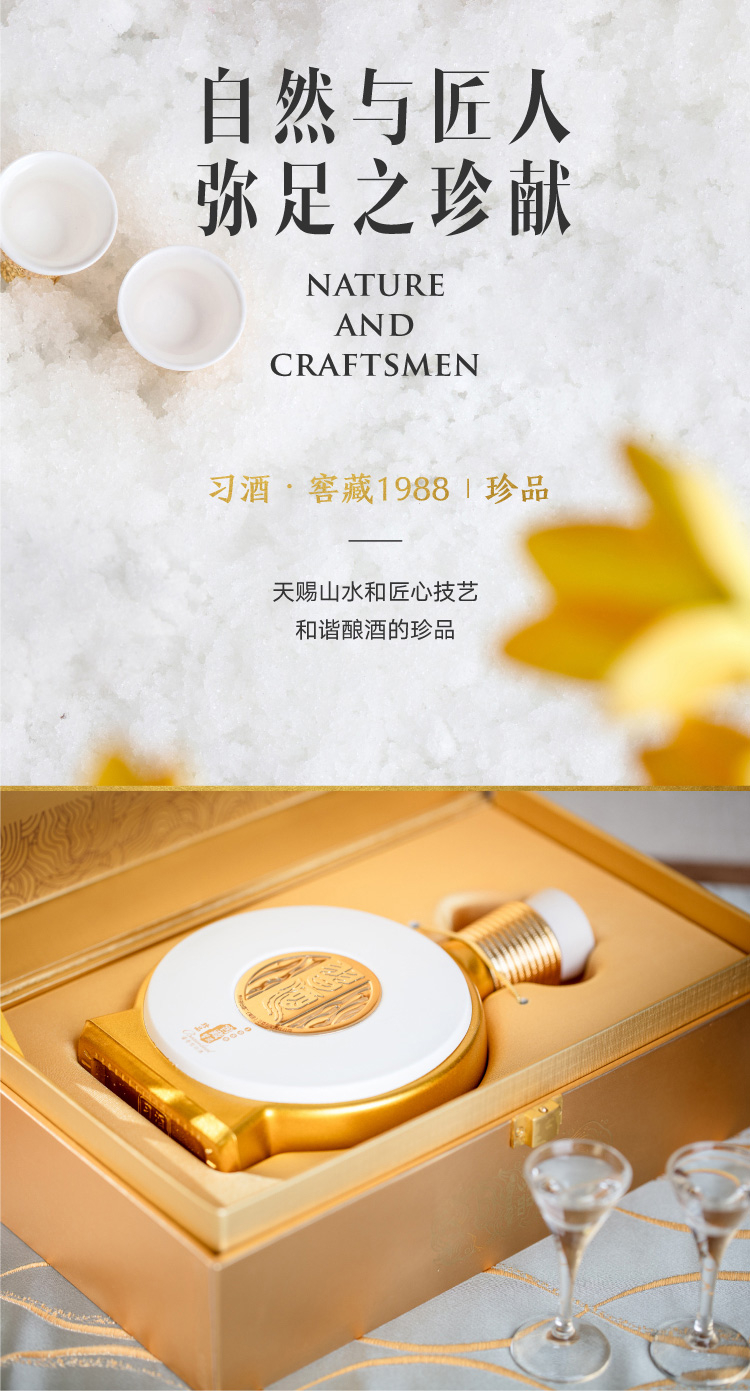 自然与匠人
弥足之珍献
NATURE
AND
CRAFTSMEN
习酒·窖藏1988 | 珍品
天赐山水和匠心技艺
和谐酿酒的珍品